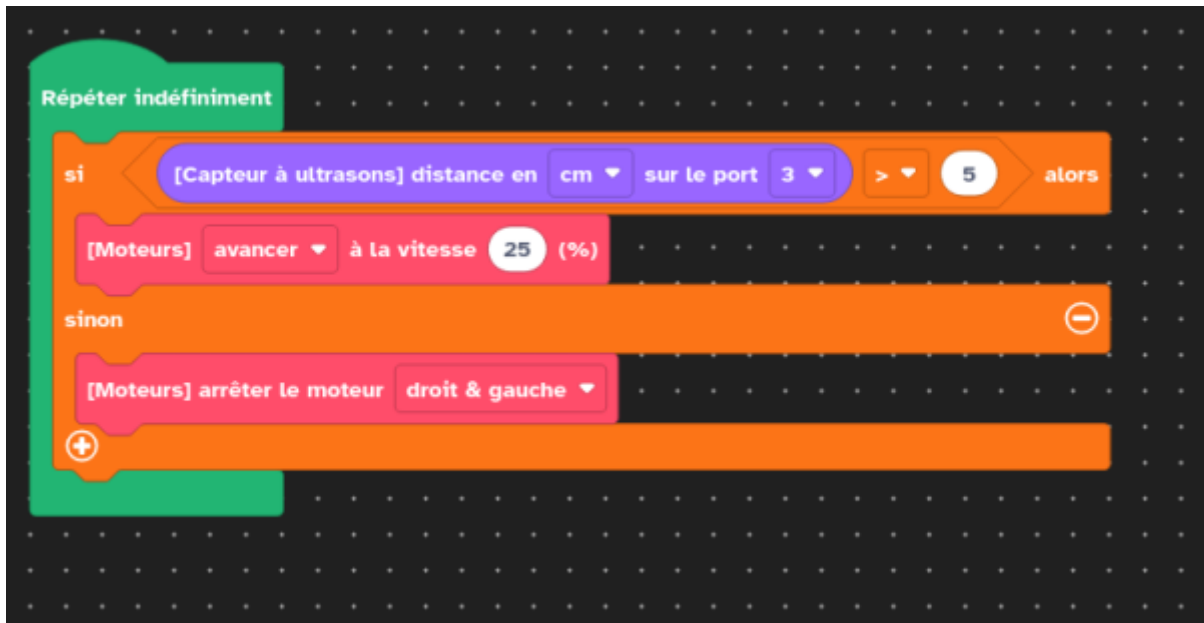 Répéter indéfiniment
si [Capteur à ultrasons] distance en cm sur le port 3 > 5 alors
[Moteurs] avancer à la vitesse 25 (%)
sinon
[Moteurs] arrêter le moteur droit & gauche